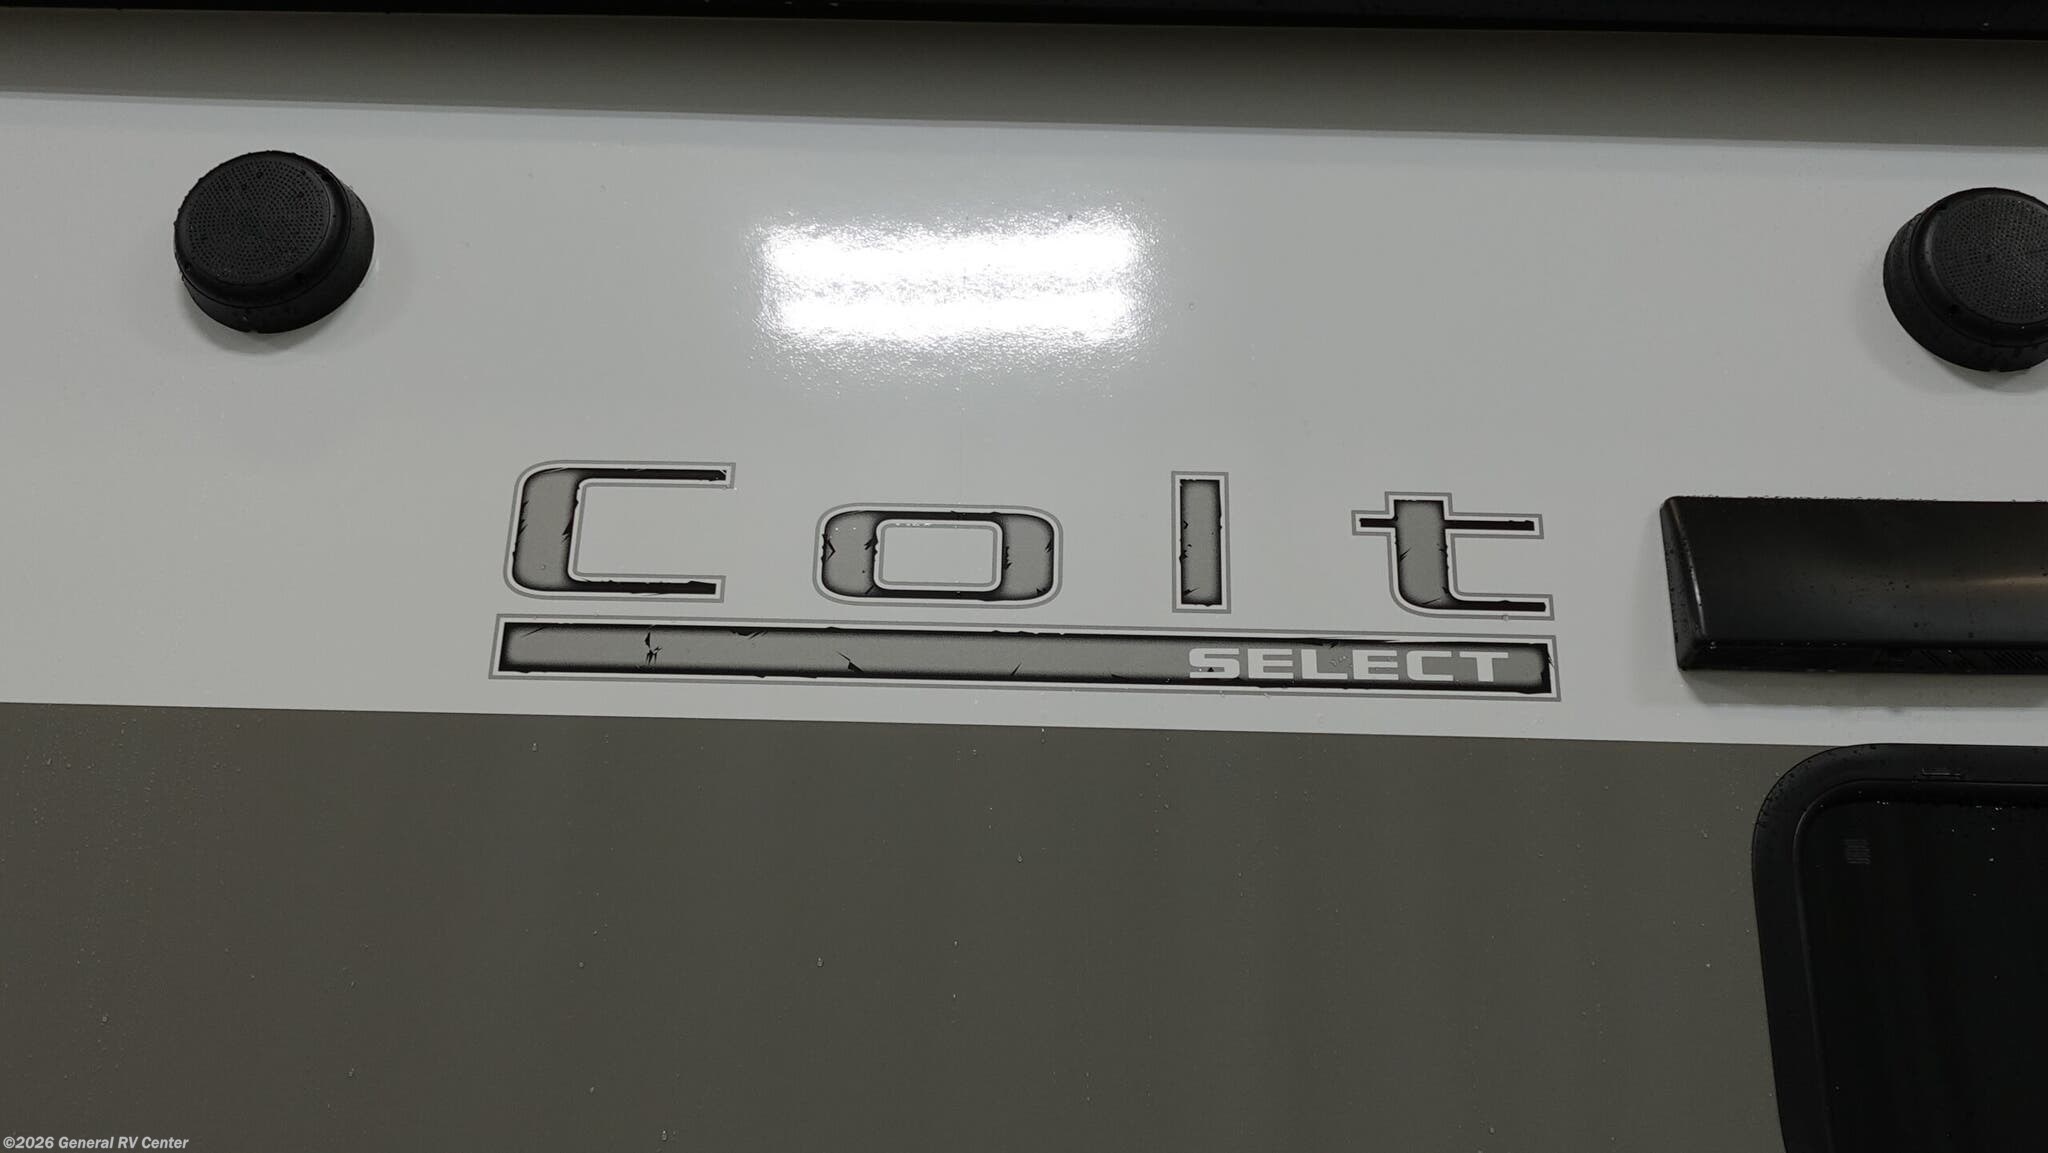 Colt
SELECT
©2026 General RV Center